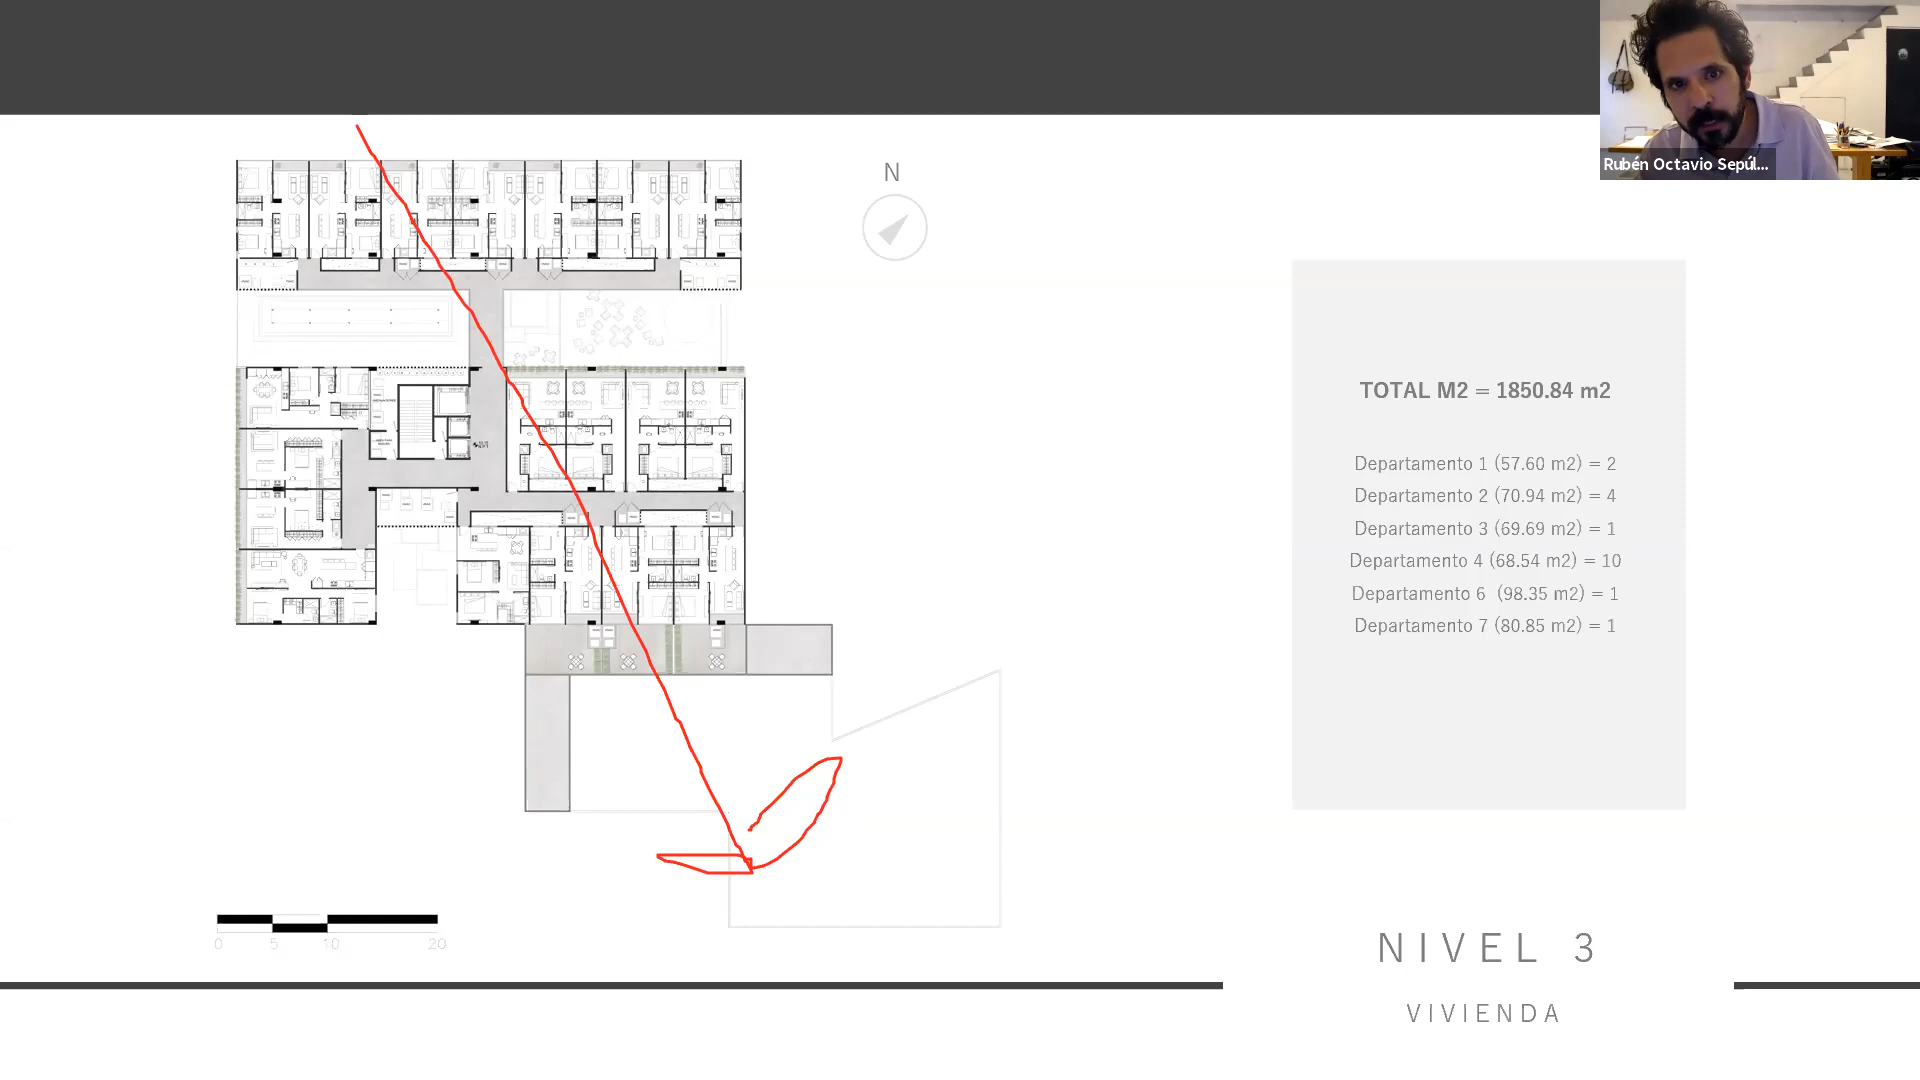 Rubén Octavio Sepúl...
N
TOTAL M2 = 1850.84 m2
Departamento 1 (57.60 m2) = 2
Departamento 2 (70.94 m2) = 4
Departamento 3 (69.69 m2) = 1
Departamento 4 (68.54 m2) = 10
Departamento 6 (98.35 m2) = 1
Departamento 7 (80.85 m2) = 1
0 5 10 20
NIVEL 3
VIVIENDA